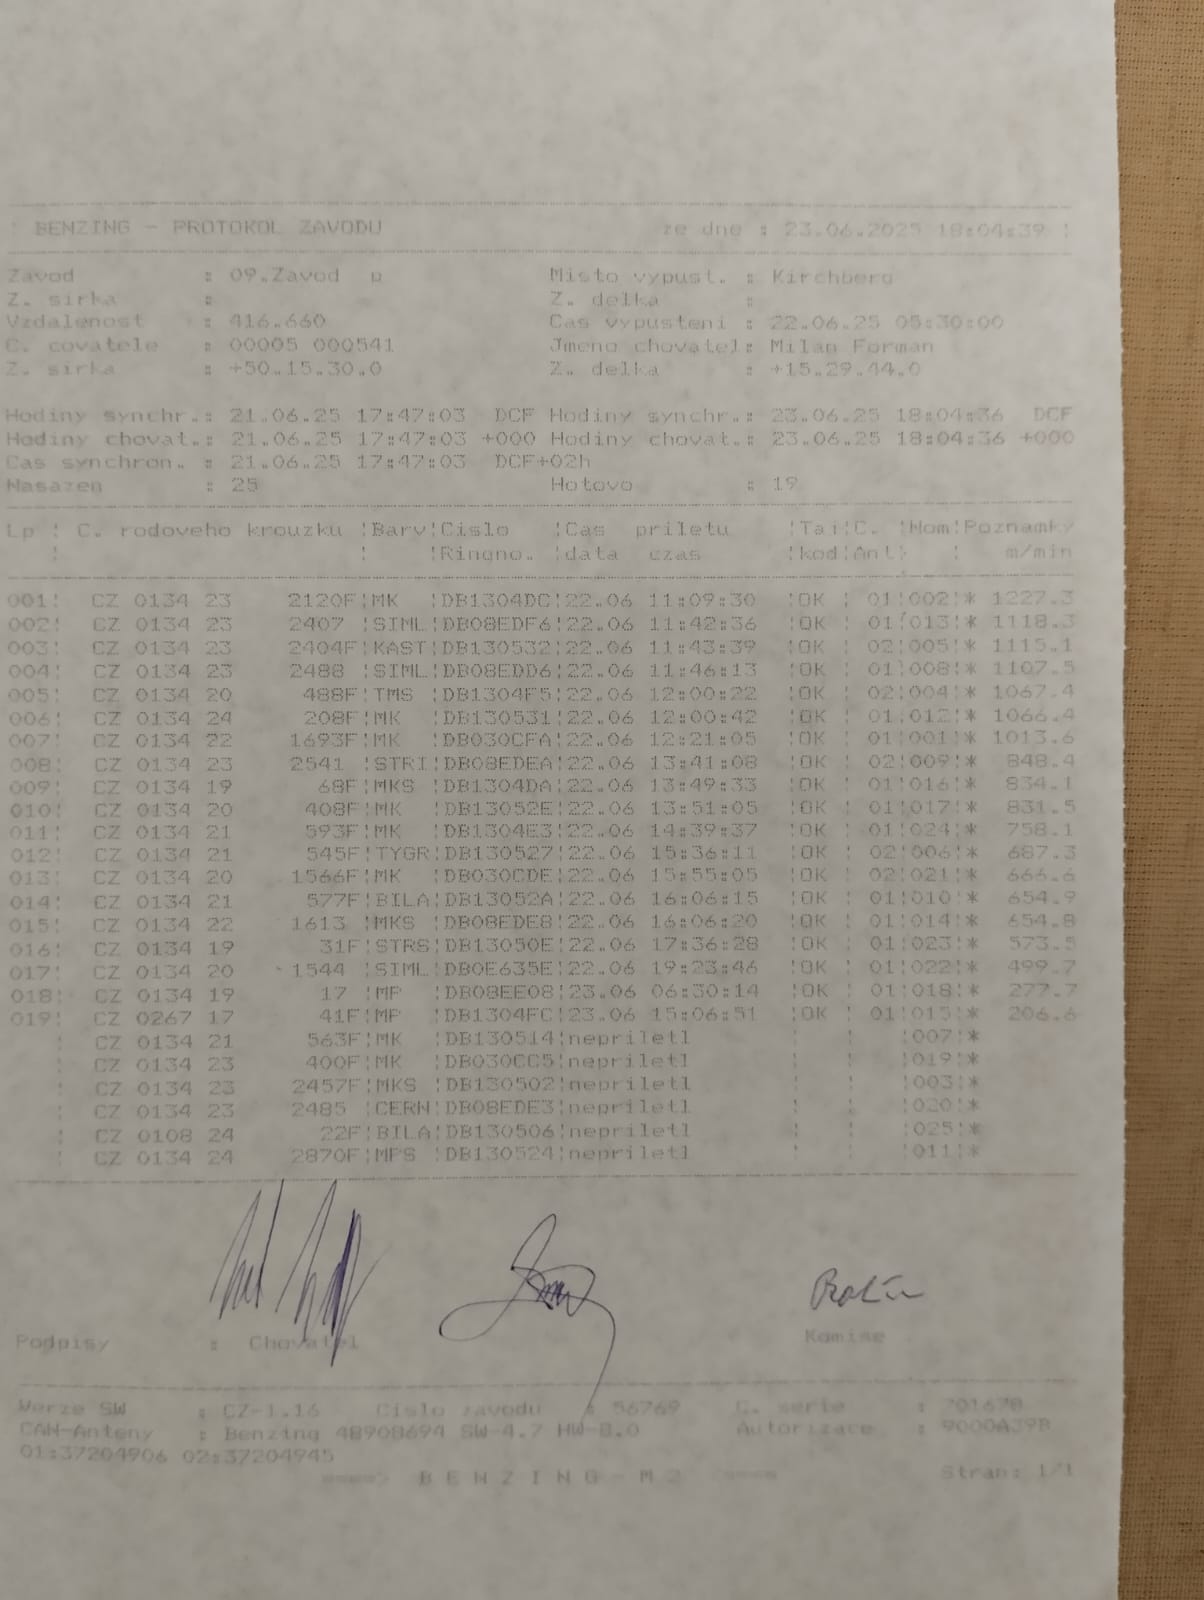 BENZING - PROTOKOL ZAVODU ze dne : 23.06.2025 18:04:39
Zavod : 09.Zavod p Misto vypust. : Kirchberg
Z. sirka : Z. delka :
Vzdalenost : 416.660 Cas vypusteni : 22.06.25 05:30:00
C. covatele : 00005 000541 Jmeno chovatel: Milan Forman
Z. sirka : +50.15.30.0 Z. delka : +15.29.44.0
Hodiny synchr.: 21.06.25 17:47:03 DCF Hodiny synchr.: 23.06.25 18:04:36 DCF
Hodiny chovat.: 21.06.25 17:47:03 +000 Hodiny chovat.: 23.06.25 18:04:36 +000
Cas synchron. : 21.06.25 17:47:03 DCF+02h
Nasazen : 25 Hotovo : 19
Lp ¦ C. rodoveho krouzku ¦Barv¦Cislo ¦Cas priletu ¦Tai¦C. ¦Nom¦Poznamky
¦ ¦ ¦Ringno. ¦data czas ¦kod¦Ant¦ ¦ m/min
001¦ CZ 0134 23 2120F¦MK ¦DB1304DC¦22.06 11:09:30 ¦OK ¦ 01¦002¦* 1227.3
002¦ CZ 0134 23 2407 ¦SIML¦DB08EDF6¦22.06 11:42:36 ¦OK ¦ 01¦013¦* 1118.3
003¦ CZ 0134 23 2404F¦KAST¦DB130532¦22.06 11:43:39 ¦OK ¦ 02¦005¦* 1115.1
004¦ CZ 0134 23 2488 ¦SIML¦DB08EDD6¦22.06 11:46:13 ¦OK ¦ 01¦008¦* 1107.5
005¦ CZ 0134 20 488F¦TMS ¦DB1304F5¦22.06 12:00:22 ¦OK ¦ 02¦004¦* 1067.4
006¦ CZ 0134 24 208F¦MK ¦DB130531¦22.06 12:00:42 ¦OK ¦ 01¦012¦* 1066.4
007¦ CZ 0134 22 1693F¦MK ¦DB030CFA¦22.06 12:21:05 ¦OK ¦ 01¦001¦* 1013.6
008¦ CZ 0134 23 2541 ¦STRI¦DB08EDEA¦22.06 13:41:08 ¦OK ¦ 02¦009¦* 848.4
009¦ CZ 0134 19 68F¦MKS ¦DB1304DA¦22.06 13:49:33 ¦OK ¦ 01¦016¦* 834.1
010¦ CZ 0134 20 408F¦MK ¦DB13052E¦22.06 13:51:05 ¦OK ¦ 01¦017¦* 831.5
011¦ CZ 0134 21 593F¦MK ¦DB1304E3¦22.06 14:39:37 ¦OK ¦ 01¦024¦* 758.1
012¦ CZ 0134 21 545F¦TYGR¦DB130527¦22.06 15:36:11 ¦OK ¦ 02¦006¦* 687.3
013¦ CZ 0134 20 1566F¦MK ¦DB030CDE¦22.06 15:55:05 ¦OK ¦ 02¦021¦* 666.6
014¦ CZ 0134 21 577F¦BILA¦DB13052A¦22.06 16:06:15 ¦OK ¦ 01¦010¦* 654.9
015¦ CZ 0134 22 1613 ¦MKS ¦DB08EDE8¦22.06 16:06:20 ¦OK ¦ 01¦014¦* 654.8
016¦ CZ 0134 19 31F¦STRS¦DB13050E¦22.06 17:36:28 ¦OK ¦ 01¦023¦* 573.5
017¦ CZ 0134 20 1544 ¦SIML¦DB0E635E¦22.06 19:23:46 ¦OK ¦ 01¦022¦* 499.7
018¦ CZ 0134 19 17 ¦MP ¦DB08EE08¦23.06 06:30:14 ¦OK ¦ 01¦018¦* 277.7
019¦ CZ 0267 17 41F¦MP ¦DB1304FC¦23.06 15:06:51 ¦OK ¦ 01¦015¦* 206.6
¦ CZ 0134 21 563F¦MK ¦DB130514¦nepriletl ¦ ¦ ¦007¦*
¦ CZ 0134 23 400F¦MK ¦DB030CC5¦nepriletl ¦ ¦ ¦019¦*
¦ CZ 0134 23 2457F¦MKS ¦DB130502¦nepriletl ¦ ¦ ¦003¦*
¦ CZ 0134 23 2485 ¦CERN¦DB08EDE3¦nepriletl ¦ ¦ ¦020¦*
¦ CZ 0108 24 22F¦BILA¦DB130506¦nepriletl ¦ ¦ ¦025¦*
¦ CZ 0134 24 2870F¦MPS ¦DB130524¦nepriletl ¦ ¦ ¦011¦*
Podpisy : Chovatel Komise
Werze SW : CZ-1.16 Cislo zavodu : 56769 C. serie : 701678
CAN-Anteny : Benzing 48908694 SW-4.7 HW-8.0 Autorizace : 9000A39B
01:37204906 02:37204945
====> B E N Z I N G - M 2 <==== Stran: 1/1